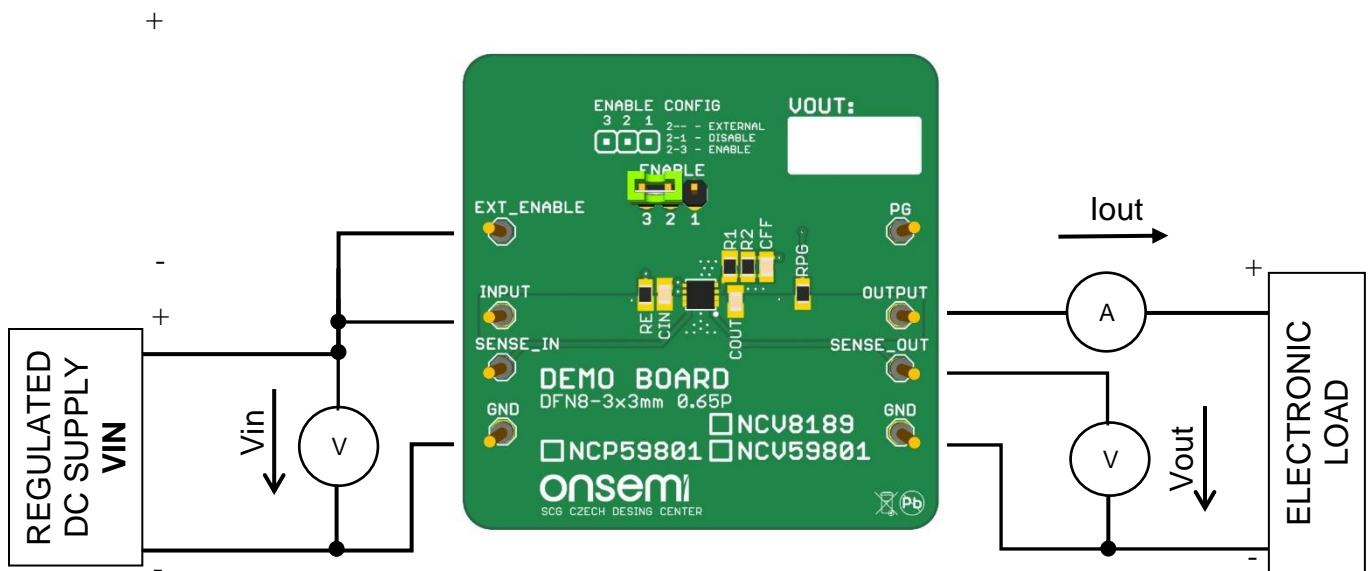 +
-
+
-
REGULATED
DC SUPPLY
VIN
Vin
V
ENABLE CONFIG
3 2 1
2-- - EXTERNAL
2-1 - DISABLE
2-3 - ENABLE
VOUT:
ENABLE
3 2 1
EXT_ENABLE
PG
R1
R2
CFF
RPG
INPUT
OUTPUT
RE
CIN
COUT
SENSE_IN
SENSE_OUT
DEMO BOARD
DFN8-3x3mm 0.65P
GND
GND
NCV8189
NCP59801
NCV59801
onsemi
SCG CZECH DESING CENTER
Pb
Iout
A
+
V
Vout
-
ELECTRONIC
LOAD